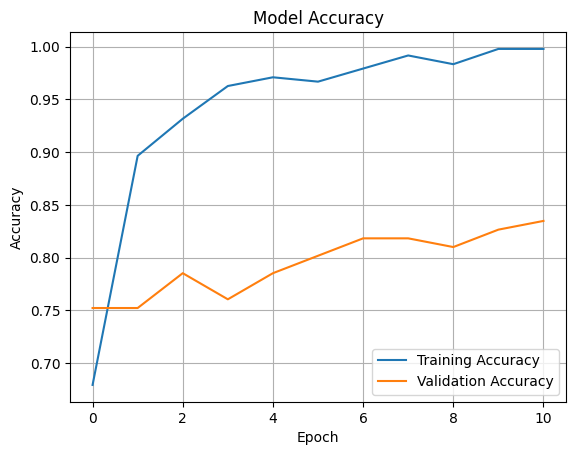 Model Accuracy
Accuracy
1.00
0.95
0.90
0.85
0.80
0.75
0.70
Training Accuracy
Validation Accuracy
0 2 4 6 8 10
Epoch